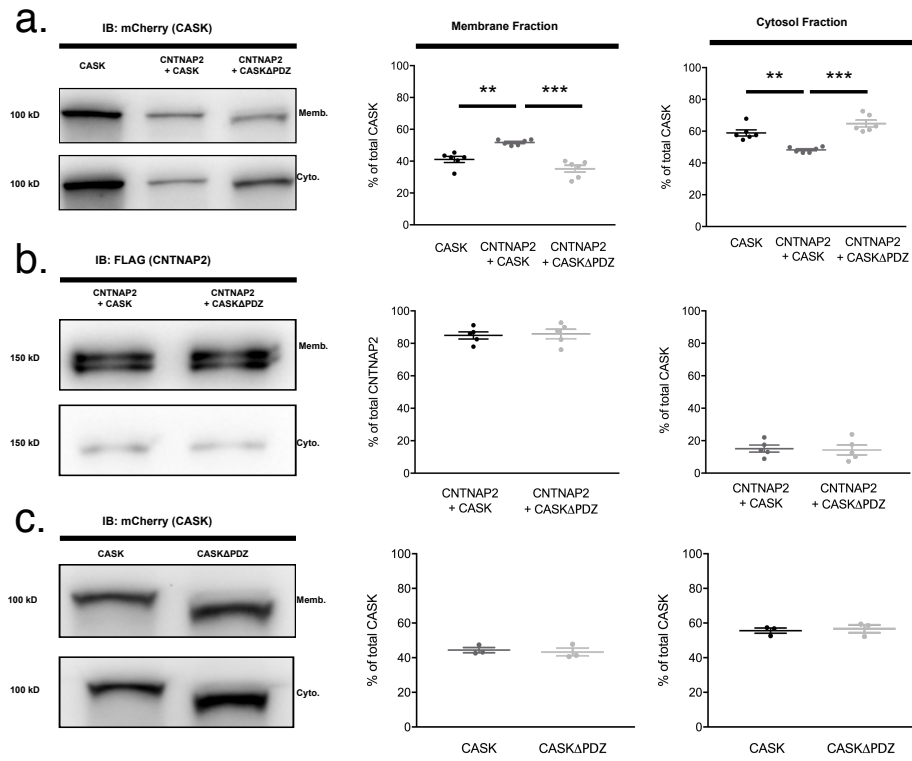 a.
IB: mCherry (CASK)
CASK
CNTNAP2
+ CASK
CNTNAP2
+ CASKΔPDZ
100 kD
Memb.
100 kD
Cyto.
Membrane Fraction
% of total CASK
100
80
60
40
20
0
**
***
CASK
CNTNAP2
+ CASK
CNTNAP2
+ CASKΔPDZ
Cytosol Fraction
% of total CASK
100
80
60
40
20
0
**
***
CASK
CNTNAP2
+ CASK
CNTNAP2
+ CASKΔPDZ
b.
IB: FLAG (CNTNAP2)
CNTNAP2
+ CASK
CNTNAP2
+ CASKΔPDZ
150 kD
Memb.
150 kD
Cyto.
% of total CNTNAP2
100
80
60
40
20
0
CNTNAP2
+ CASK
CNTNAP2
+ CASKΔPDZ
% of total CASK
100
80
60
40
20
0
CNTNAP2
+ CASK
CNTNAP2
+ CASKΔPDZ
c.
IB: mCherry (CASK)
CASK
CASKΔPDZ
100 kD
Memb.
100 kD
Cyto.
% of total CASK
100
80
60
40
20
0
CASK
CASKΔPDZ
% of total CASK
100
80
60
40
20
0
CASK
CASKΔPDZ